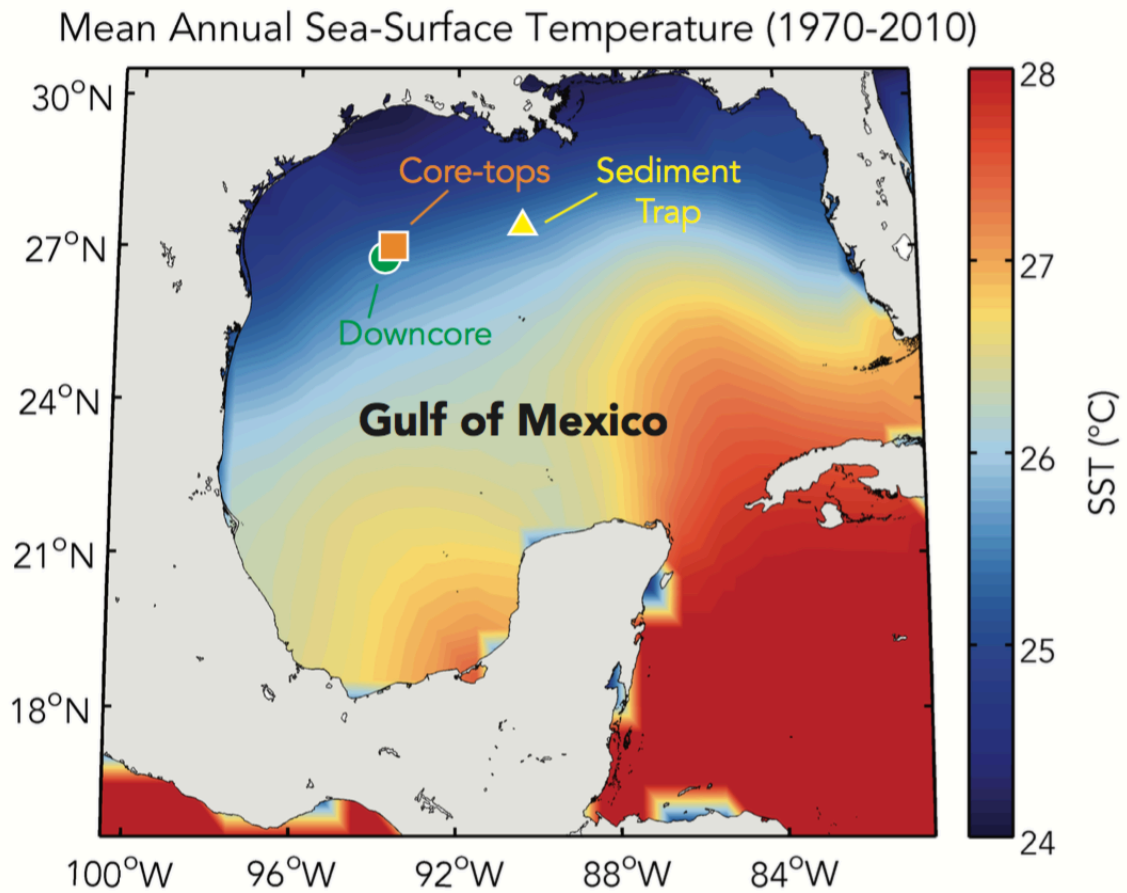 Mean Annual Sea-Surface Temperature (1970-2010)
30°N
27°N
24°N
21°N
18°N
Core-tops
Sediment
Trap
Downcore
Gulf of Mexico
100°W
96°W
92°W
88°W
84°W
28
27
26
25
24
SST (°C)